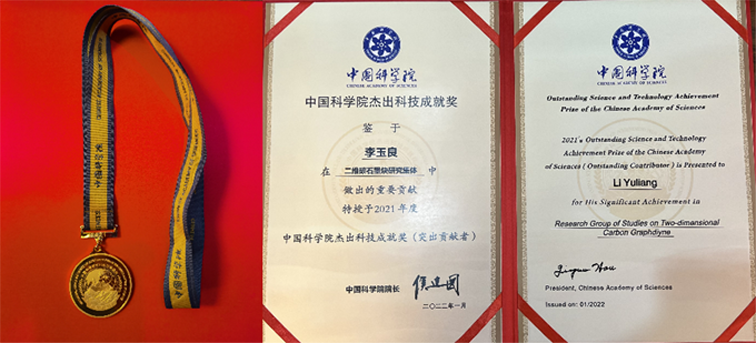 中国科学院
CHINESE ACADEMY OF SCIENCES
中国科学院杰出科技成就奖
鉴于
李玉良
在 二维碳石墨炔研究集体 中
做出的重要贡献
特授予2021年度
中国科学院杰出科技成就奖（突出贡献者）
中国科学院院长 侯建国
二〇二二年一月
中国科学院
CHINESE ACADEMY OF SCIENCES
Outstanding Science and Technology Achievement
Prize of the Chinese Academy of Sciences
2021's Outstanding Science and Technology
Achievement Prize of the Chinese Academy
of Sciences (Outstanding Contributor) is Presented to
Li Yuliang
for His Significant Achievement in
Research Group of Studies on Two-dimensional
Carbon Graphdiyne
President, Chinese Academy of Sciences
Issued on: 01/2022